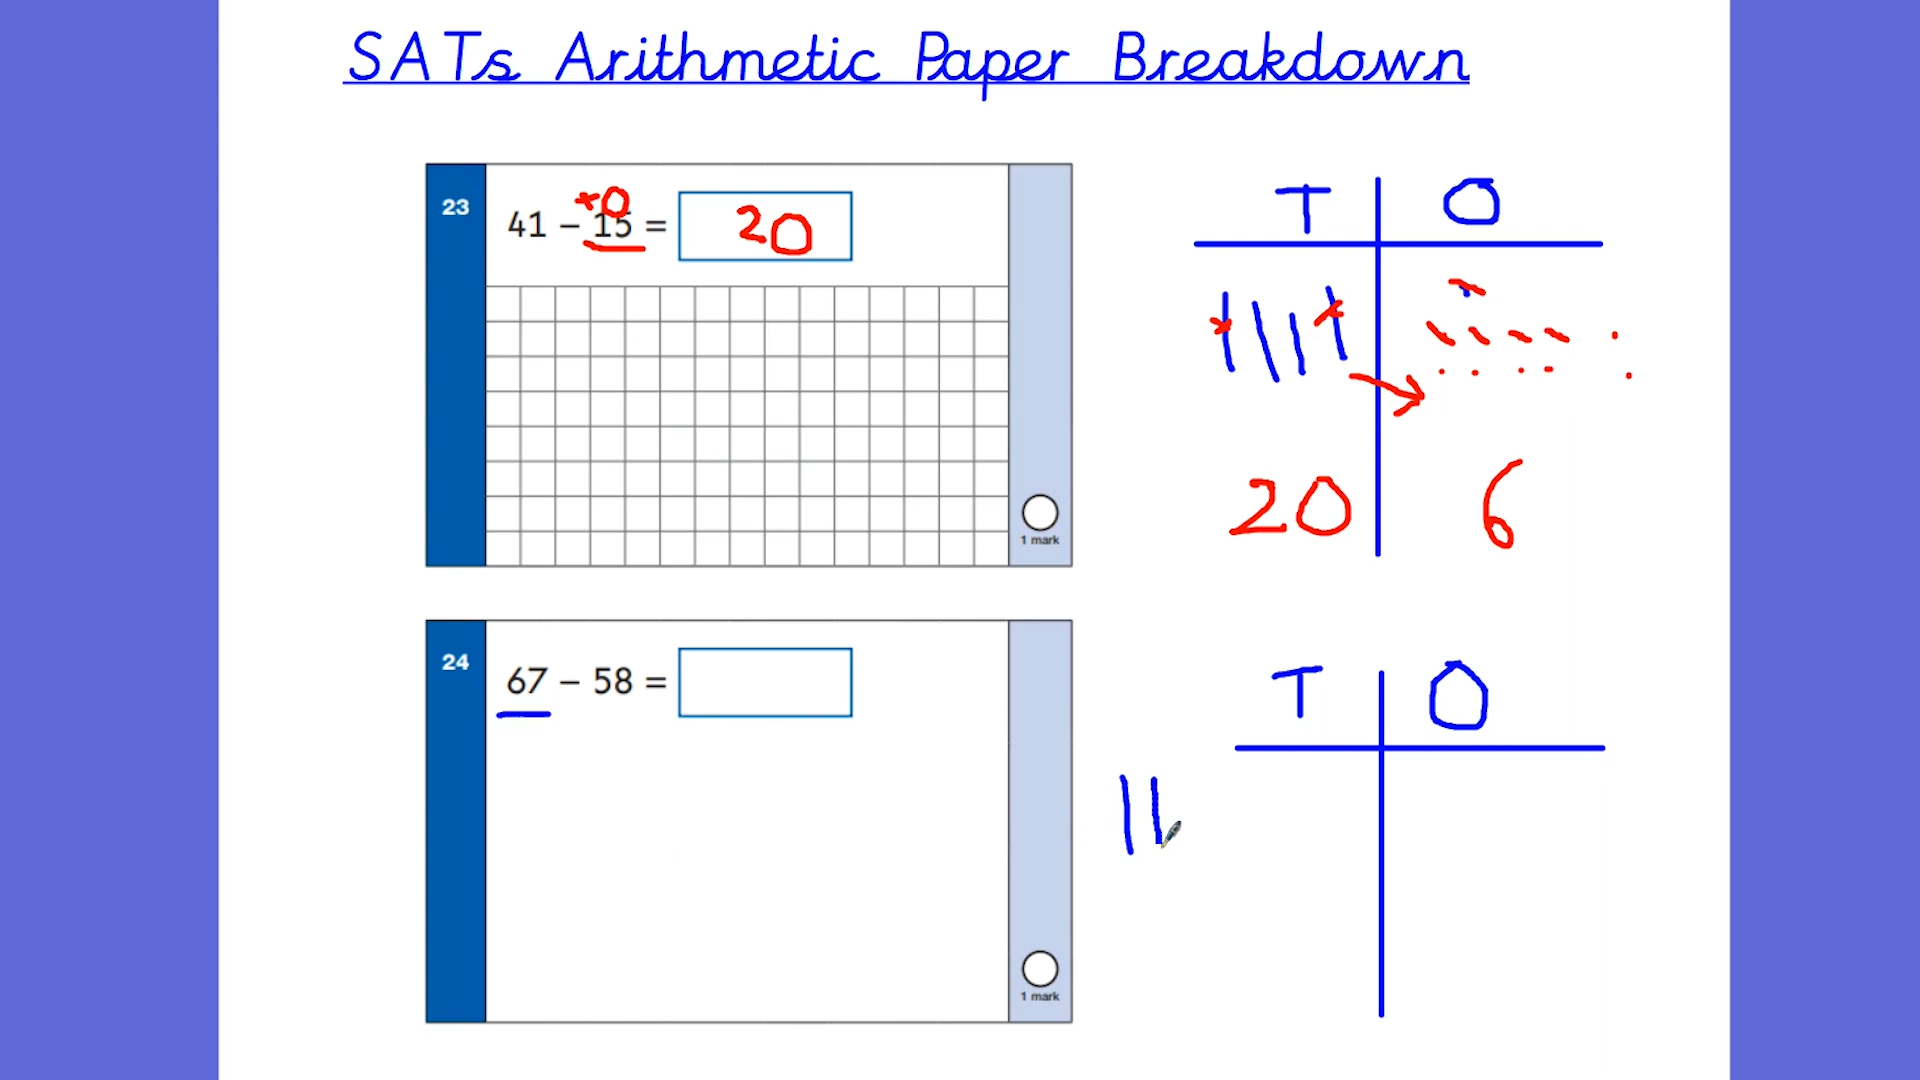 SATs Arithmetic Paper Breakdown
23
+0
41 – 15 = 20
1 mark
T O
20 6
24
67 – 58 =
1 mark
T O